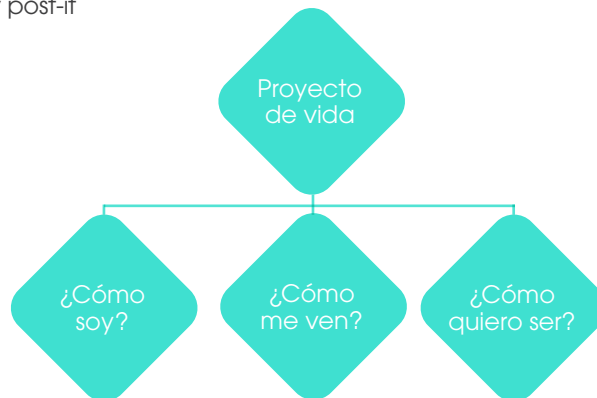 post-it
Proyecto
de vida
¿Cómo
soy?
¿Cómo
me ven?
¿Cómo
quiero ser?